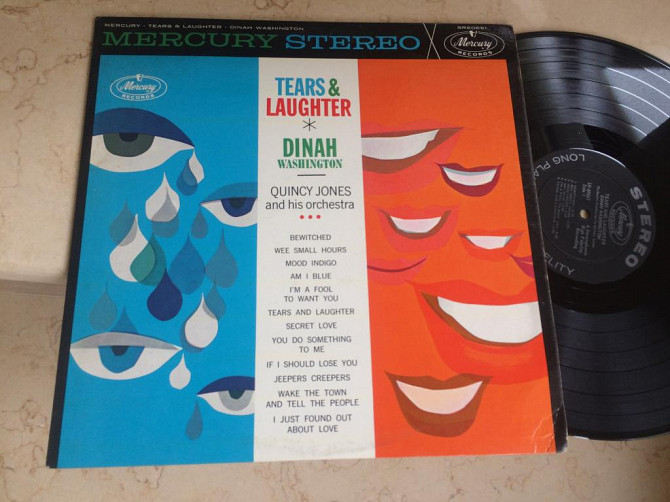 MERCURY · TEARS & LAUGHTER · DINAH WASHINGTON
MERCURY STEREO
Mercury
RECORDS
Mercury
RECORDS
TEARS &
LAUGHTER
*
DINAH
WASHINGTON
QUINCY JONES
and his orchestra
BEWITCHED
WEE SMALL HOURS
MOOD INDIGO
AM I BLUE
I'M A FOOL
TO WANT YOU
TEARS AND LAUGHTER
SECRET LOVE
YOU DO SOMETHING
TO ME
IF I SHOULD LOSE YOU
JEEPERS CREEPERS
WAKE THE TOWN
AND TELL THE PEOPLE
I JUST FOUND OUT
ABOUT LOVE
LONG PLA
STEREO
Mercury
ELITY